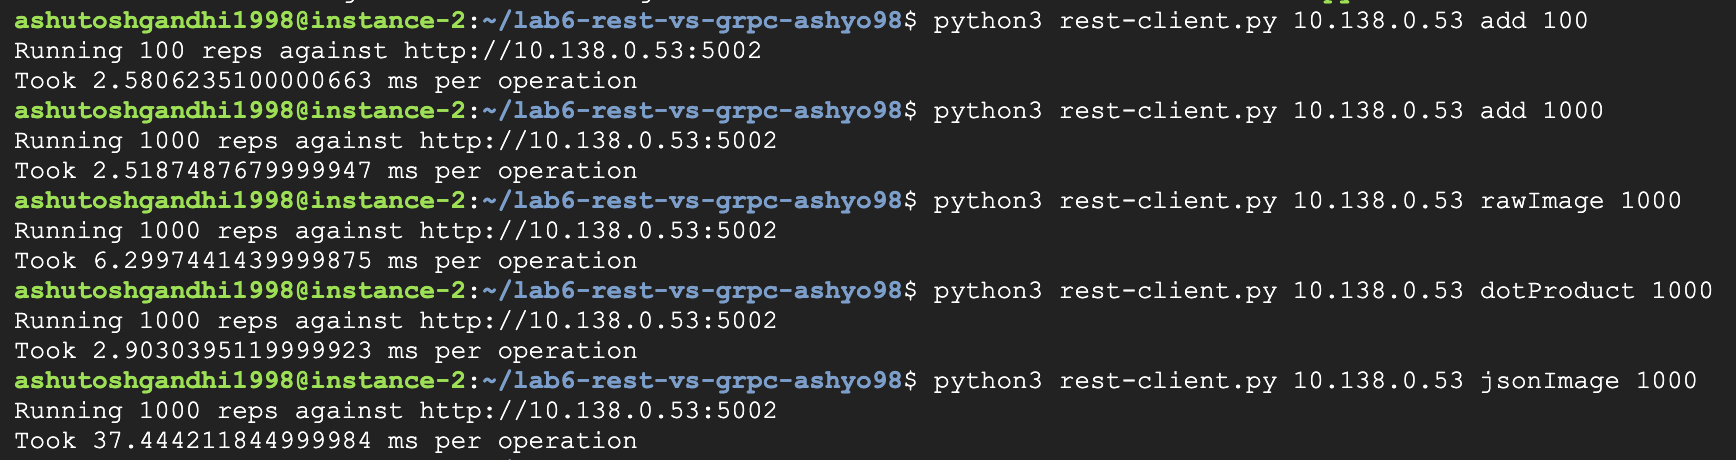 ashutoshgandhi1998@instance-2:~/lab6-rest-vs-grpc-ashyo98$ python3 rest-client.py 10.138.0.53 add 100
Running 100 reps against http://10.138.0.53:5002
Took 2.5806235100000663 ms per operation
ashutoshgandhi1998@instance-2:~/lab6-rest-vs-grpc-ashyo98$ python3 rest-client.py 10.138.0.53 add 1000
Running 1000 reps against http://10.138.0.53:5002
Took 2.5187487679999947 ms per operation
ashutoshgandhi1998@instance-2:~/lab6-rest-vs-grpc-ashyo98$ python3 rest-client.py 10.138.0.53 rawImage 1000
Running 1000 reps against http://10.138.0.53:5002
Took 6.2997441439999875 ms per operation
ashutoshgandhi1998@instance-2:~/lab6-rest-vs-grpc-ashyo98$ python3 rest-client.py 10.138.0.53 dotProduct 1000
Running 1000 reps against http://10.138.0.53:5002
Took 2.9030395119999923 ms per operation
ashutoshgandhi1998@instance-2:~/lab6-rest-vs-grpc-ashyo98$ python3 rest-client.py 10.138.0.53 jsonImage 1000
Running 1000 reps against http://10.138.0.53:5002
Took 37.444211844999984 ms per operation